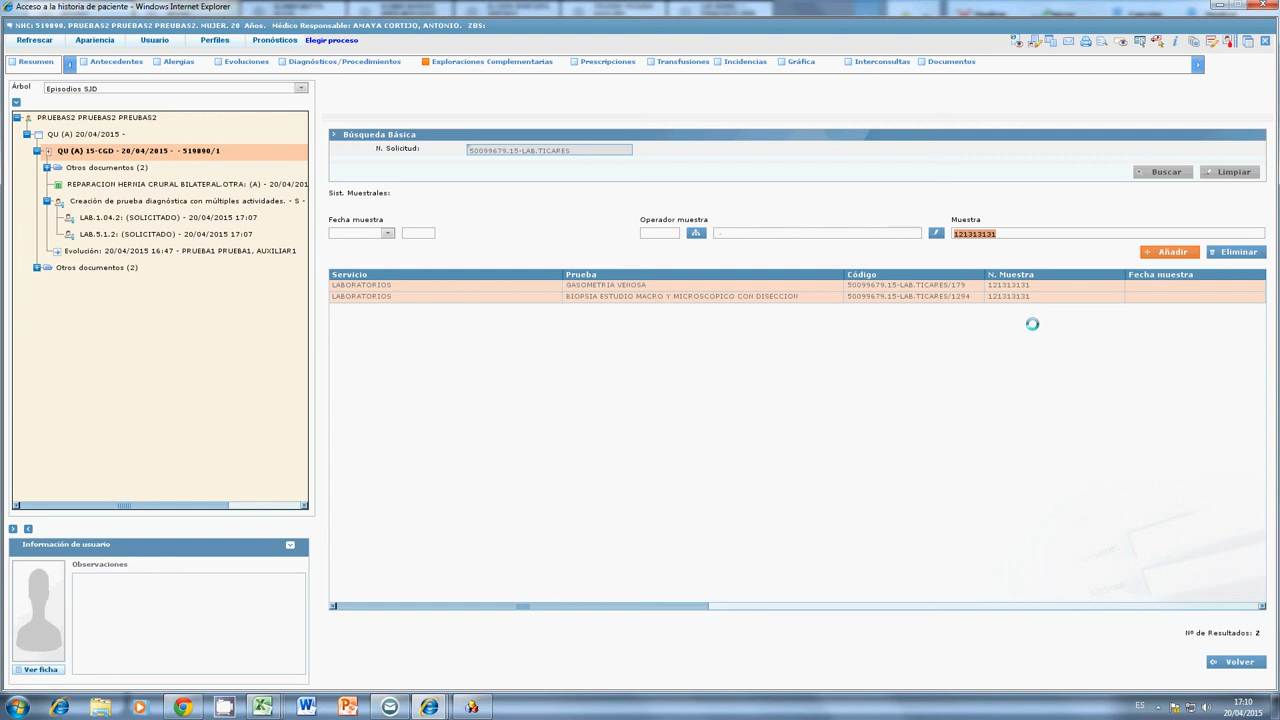 Acceso a la historia de paciente - Windows Internet Explorer
NHC: 519890. PRUEBAS2 PRUEBAS2 PREUBAS2. MUJER. 20 Años. Médico Responsable: AMAYA CORTIJO, ANTONIO. ZBS:
Refrescar Apariencia Usuario Perfiles Pronósticos Elegir proceso
Resumen Antecedentes Alergias Evoluciones Diagnósticos/Procedimientos Exploraciones Complementarias Prescripciones Transfusiones Incidencias Gráfica Interconsultas Documentos
Árbol Episodios SJD
PRUEBAS2 PRUEBAS2 PREUBAS2
QU (A) 20/04/2015 -
QU (A) 15-CGD - 20/04/2015 - - 519890/1
Otros documentos (2)
REPARACION HERNIA CRURAL BILATERAL.OTRA: (A) - 20/04/201
Creación de prueba diagnóstica con múltiples actividades. - S -
LAB.1.04.2: (SOLICITADO) - 20/04/2015 17:07
LAB.5.1.2: (SOLICITADO) - 20/04/2015 17:07
Evolución: 20/04/2015 16:47 - PRUEBA1 PRUEBA1, AUXILIAR1
Otros documentos (2)
Búsqueda Básica
N. Solicitud: 50099679.15-LAB.TICARES
Buscar Limpiar
Sist. Muestrales:
Fecha muestra Operador muestra Muestra
- 121313131
Añadir Eliminar
Servicio Prueba Código N. Muestra Fecha muestra
LABORATORIOS GASOMETRIA VENOSA 50099679.15-LAB.TICARES/179 121313131
LABORATORIOS BIOPSIA ESTUDIO MACRO Y MICROSCOPICO CON DISECCION 50099679.15-LAB.TICARES/1294 121313131
Nº de Resultados: 2
Volver
Información de usuario
Observaciones
Ver ficha
ES 17:10
20/04/2015